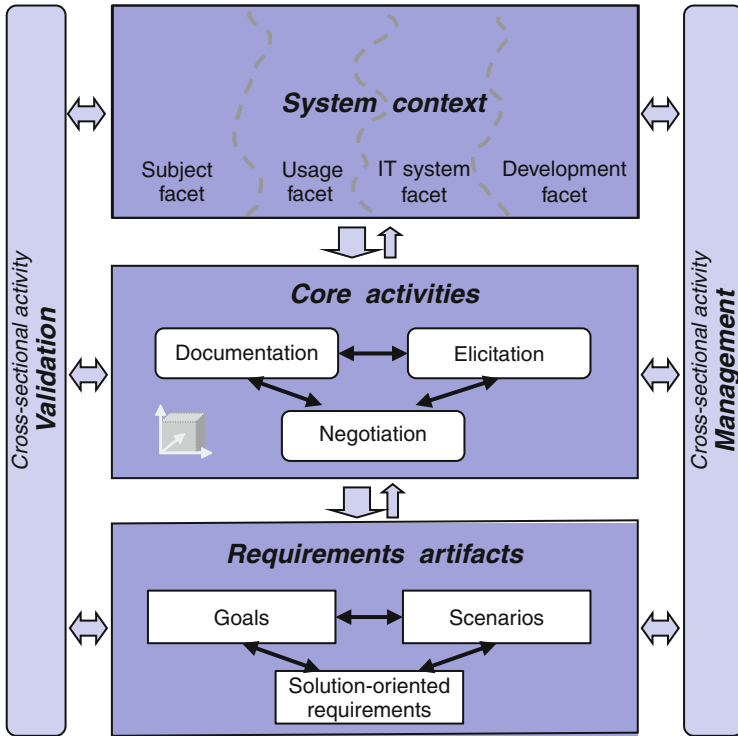 System context
Subject
facet
Usage
facet
IT system
facet
Development
facet
Core activities
Documentation
Elicitation
Negotiation
Requirements artifacts
Goals
Scenarios
Solution-oriented
requirements
Cross-sectional activity
Validation
Cross-sectional activity
Management